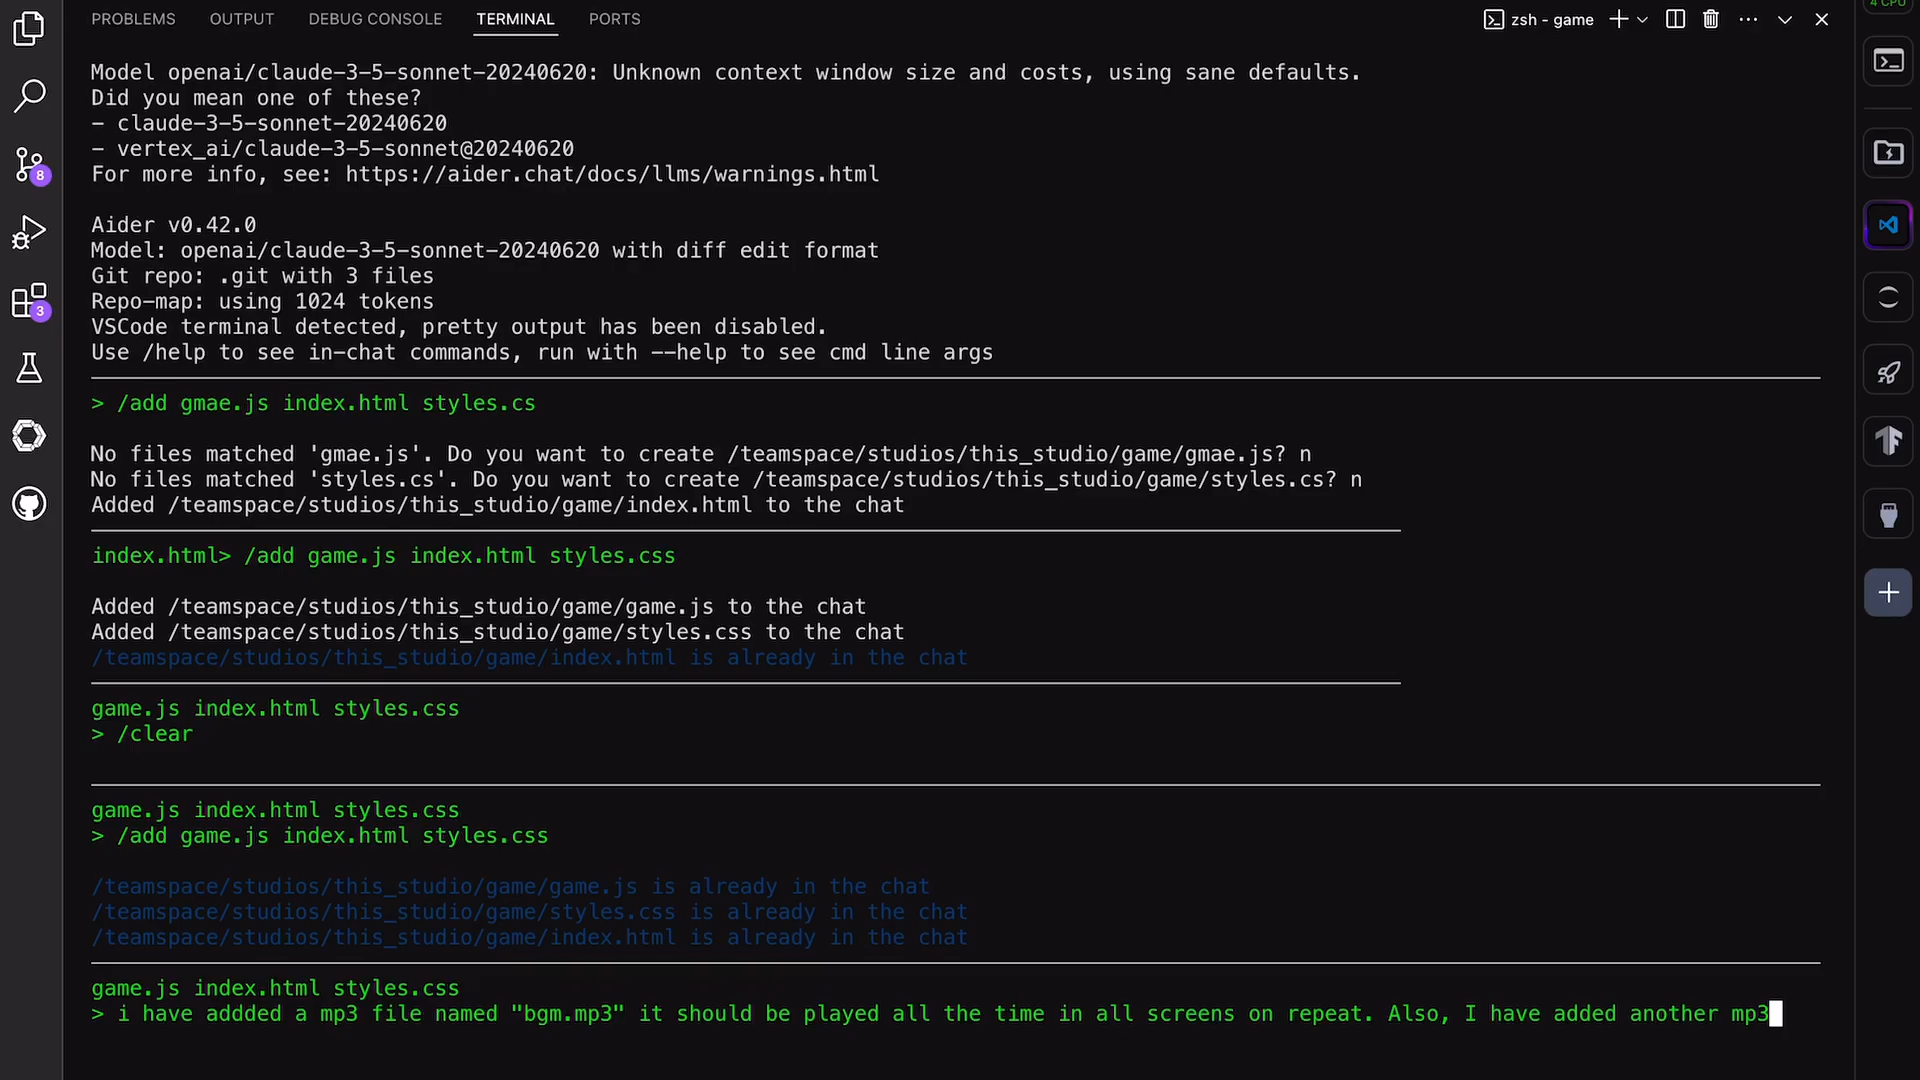 PROBLEMS OUTPUT DEBUG CONSOLE TERMINAL PORTS
zsh - game
4 CPU
Model openai/claude-3-5-sonnet-20240620: Unknown context window size and costs, using sane defaults.
Did you mean one of these?
- claude-3-5-sonnet-20240620
- vertex_ai/claude-3-5-sonnet@20240620
For more info, see: https://aider.chat/docs/llms/warnings.html
Aider v0.42.0
Model: openai/claude-3-5-sonnet-20240620 with diff edit format
Git repo: .git with 3 files
Repo-map: using 1024 tokens
VSCode terminal detected, pretty output has been disabled.
Use /help to see in-chat commands, run with --help to see cmd line args
> /add gmae.js index.html styles.cs
No files matched 'gmae.js'. Do you want to create /teamspace/studios/this_studio/game/gmae.js? n
No files matched 'styles.cs'. Do you want to create /teamspace/studios/this_studio/game/styles.cs? n
Added /teamspace/studios/this_studio/game/index.html to the chat
index.html> /add game.js index.html styles.css
Added /teamspace/studios/this_studio/game/game.js to the chat
Added /teamspace/studios/this_studio/game/styles.css to the chat
/teamspace/studios/this_studio/game/index.html is already in the chat
game.js index.html styles.css
> /clear
game.js index.html styles.css
> /add game.js index.html styles.css
/teamspace/studios/this_studio/game/game.js is already in the chat
/teamspace/studios/this_studio/game/styles.css is already in the chat
/teamspace/studios/this_studio/game/index.html is already in the chat
game.js index.html styles.css
> i have addded a mp3 file named "bgm.mp3" it should be played all the time in all screens on repeat. Also, I have added another mp3
8
3